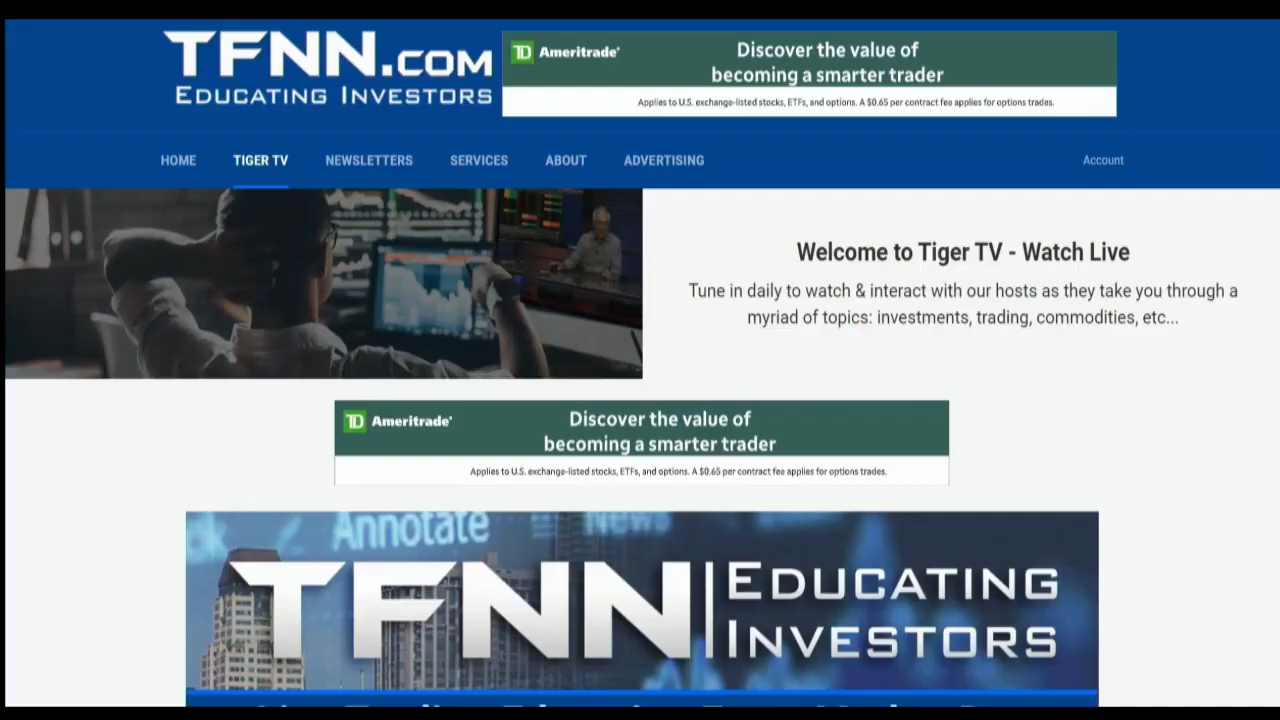 TFNN.COM
EDUCATING INVESTORS
TD Ameritrade
Discover the value of
becoming a smarter trader
Applies to U.S. exchange-listed stocks, ETFs, and options. A $0.65 per contract fee applies for options trades.
HOME TIGER TV NEWSLETTERS SERVICES ABOUT ADVERTISING Account
Welcome to Tiger TV - Watch Live
Tune in daily to watch & interact with our hosts as they take you through a
myriad of topics: investments, trading, commodities, etc...
TD Ameritrade
Discover the value of
becoming a smarter trader
Applies to U.S. exchange-listed stocks, ETFs, and options. A $0.65 per contract fee applies for options trades.
Annotate News
TFNN EDUCATING
INVESTORS